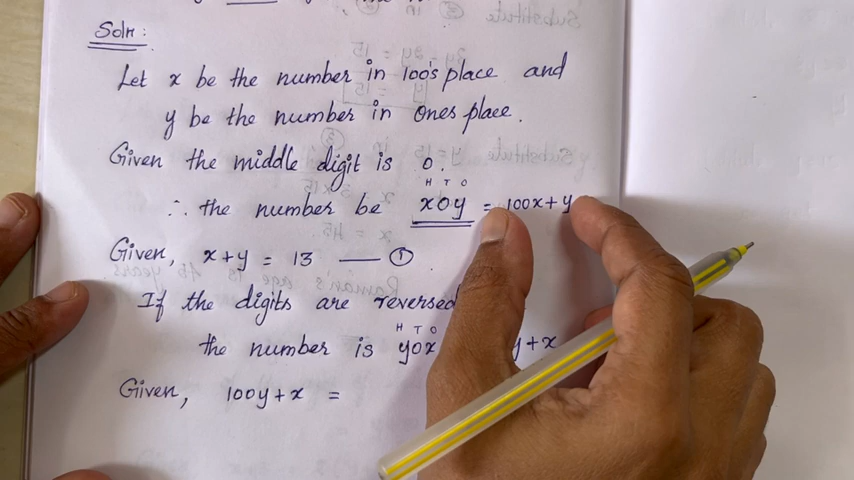 Soln:
Let x be the number in 100's place and
y be the number in ones place.
Given the middle digit is 0.
H T O
∴ the number be x0y = 100x+y
Given, x+y = 13 — ①
If the digits are reversed
H T O
the number is y0x y+x
Given, 100y+x =